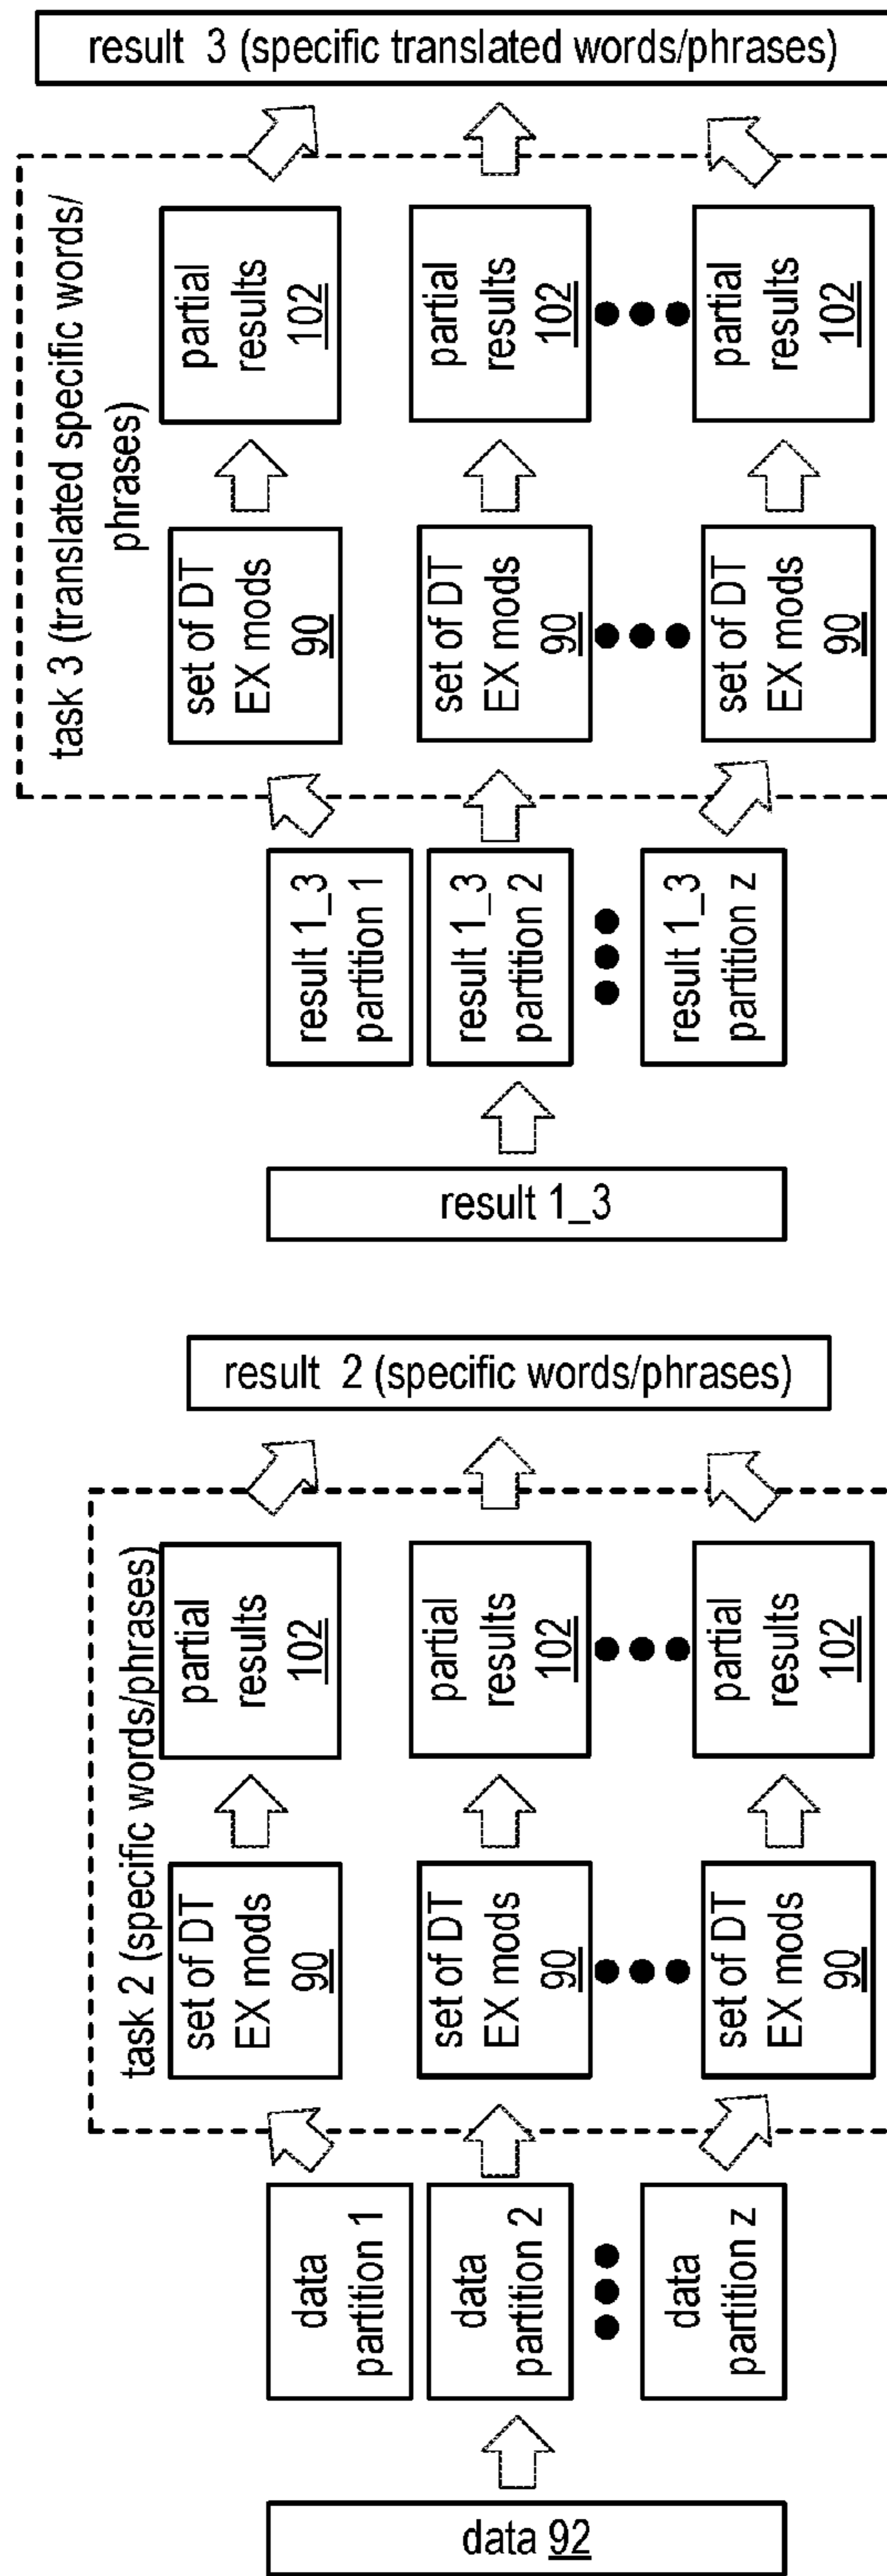 data 92
data
partition 1
data
partition 2
data
partition z
task 2 (specific words/phrases)
set of DT
EX mods
90
set of DT
EX mods
90
set of DT
EX mods
90
partial
results
102
partial
results
102
partial
results
102
result 2 (specific words/phrases)
result 1_3
result 1_3
partition 1
result 1_3
partition 2
result 1_3
partition z
task 3 (translated specific words/
phrases)
set of DT
EX mods
90
set of DT
EX mods
90
set of DT
EX mods
90
partial
results
102
partial
results
102
partial
results
102
result 3 (specific translated words/phrases)